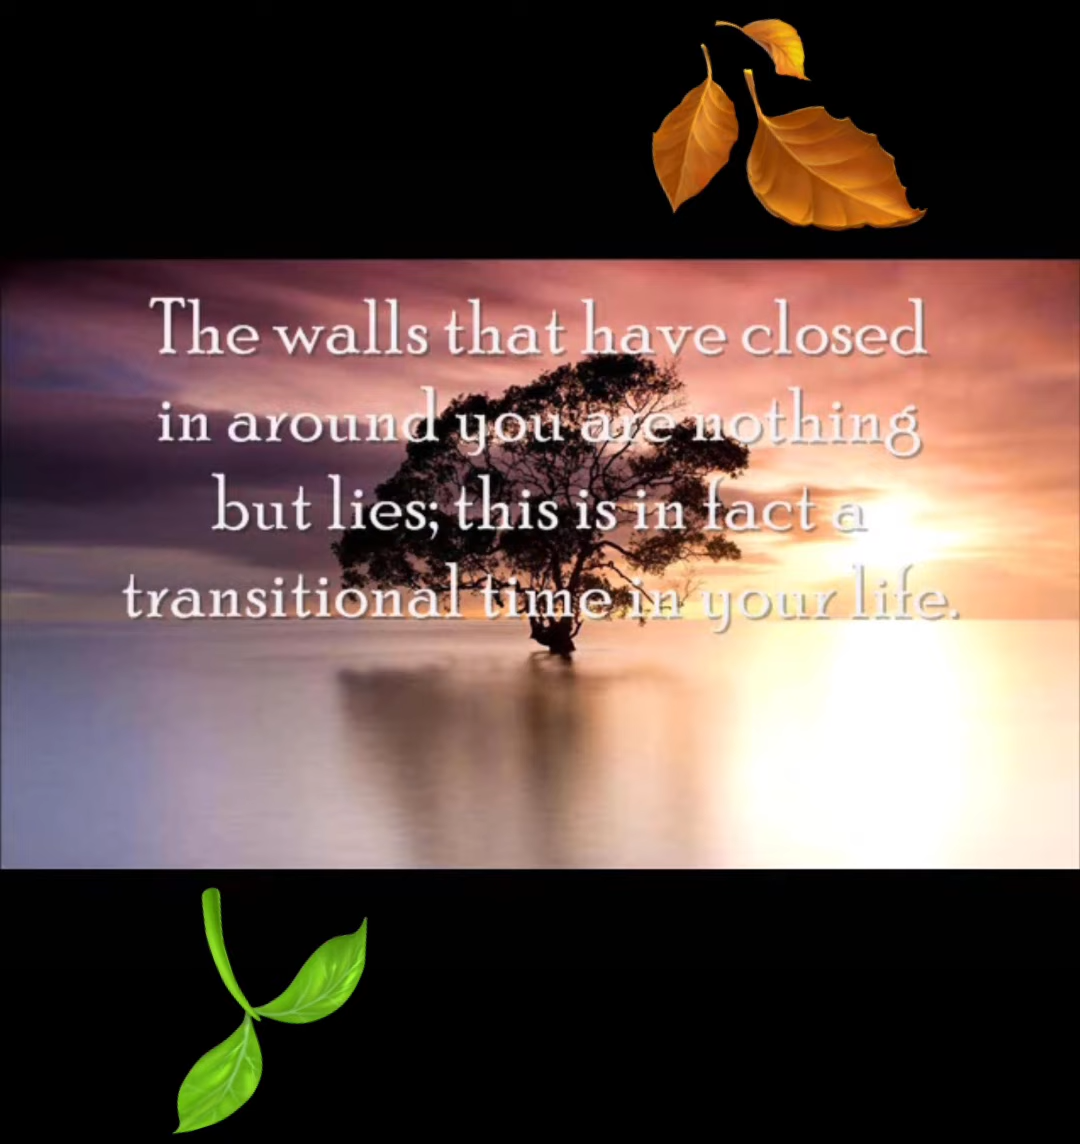 The walls that have closed
in around you are nothing
but lies; this is in fact a
transitional time in your life.